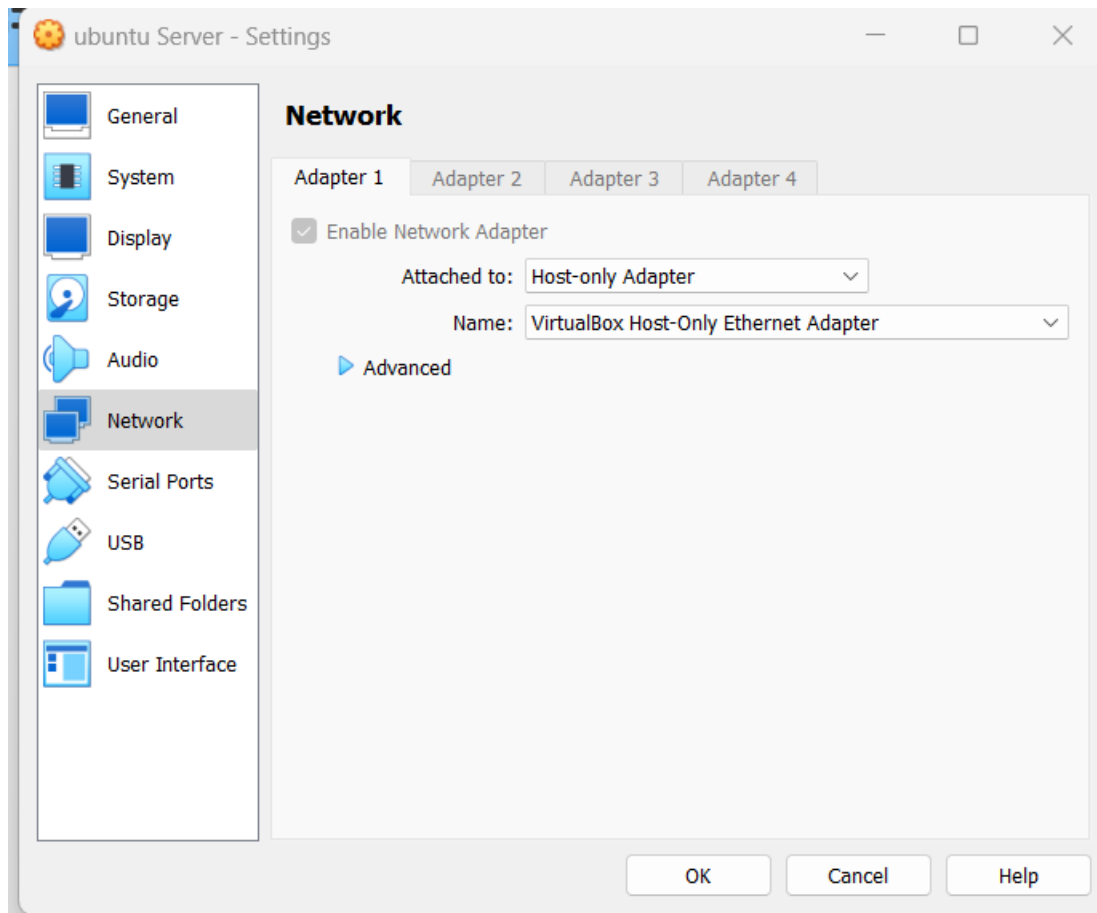 ubuntu Server - Settings
General
System
Display
Storage
Audio
Network
Serial Ports
USB
Shared Folders
User Interface
Network
Adapter 1 Adapter 2 Adapter 3 Adapter 4
Enable Network Adapter
Attached to: Host-only Adapter
Name: VirtualBox Host-Only Ethernet Adapter
Advanced
OK Cancel Help